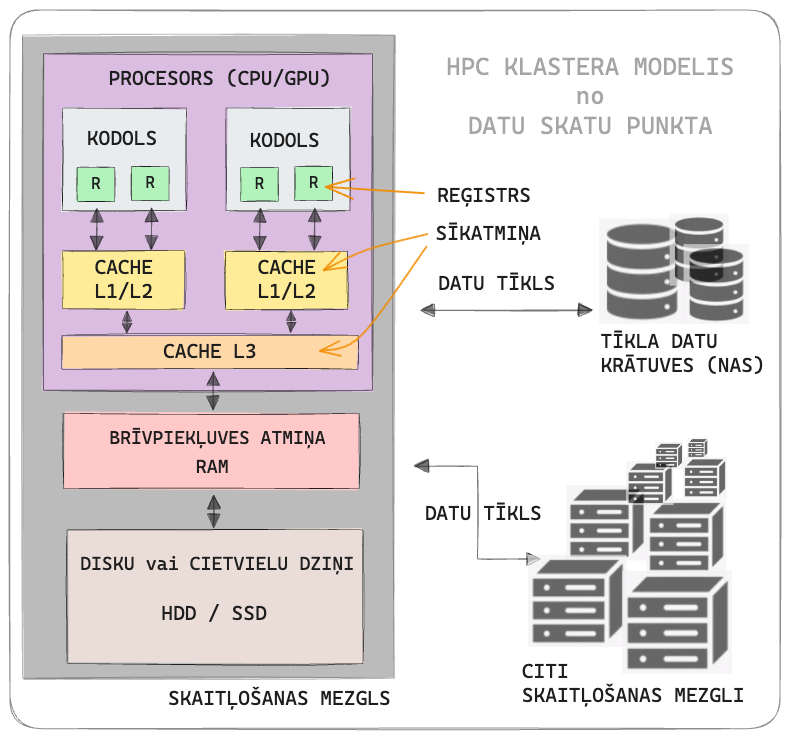 HPC KLASTERA MODELIS
no
DATU SKATU PUNKTA
PROCESORS (CPU/GPU)
KODOLS
R R
KODOLS
R R
REĢISTRS
SĪKATMIŅA
CACHE
L1/L2
CACHE
L1/L2
CACHE L3
BRĪVPIEKĻUVES ATMIŅA
RAM
DISKU vai CIETVIELU DZIŅI
HDD / SSD
SKAITĻOŠANAS MEZGLS
DATU TĪKLS
TĪKLA DATU
KRĀTUVES (NAS)
DATU TĪKLS
CITI
SKAITĻOŠANAS MEZGLI